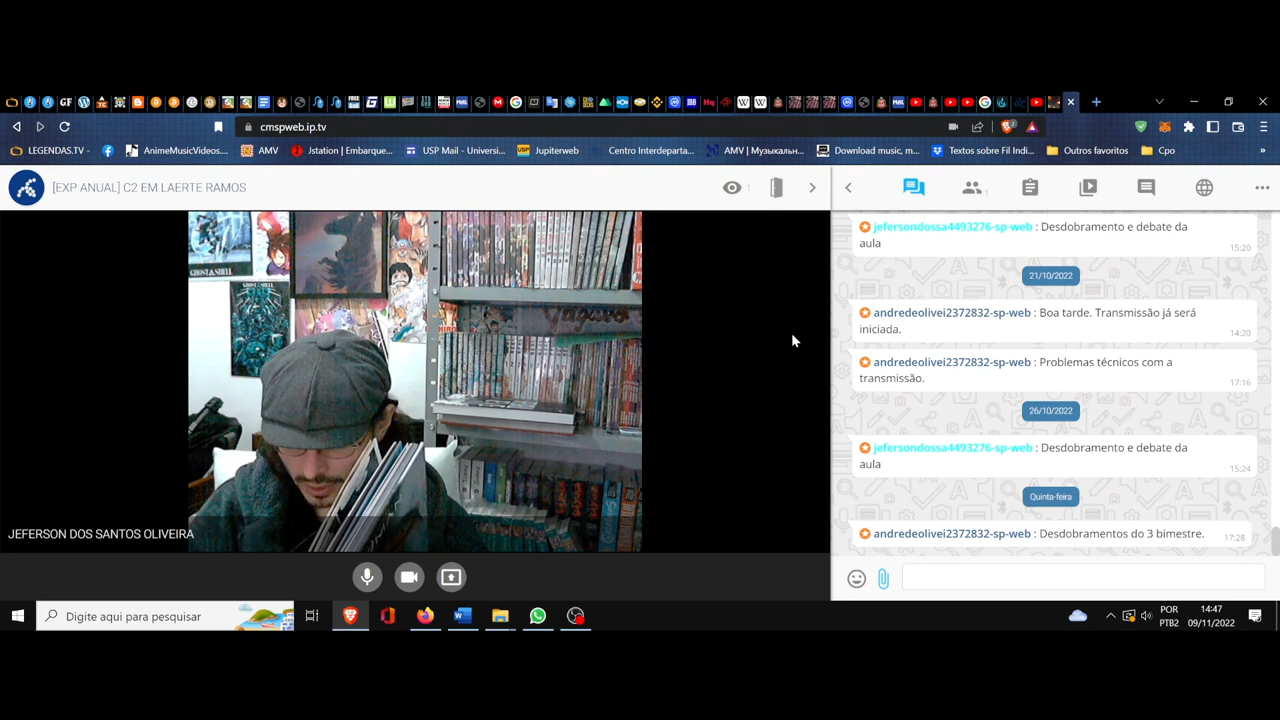 cmspweb.ip.tv
2
LEGENDAS.TV -
AnimeMusicVideos...
AMV
Jstation | Embarque...
USP Mail - Universi...
Jupiterweb
Centro Interdeparta...
AMV | Музыкальн...
Download music, m...
Textos sobre Fil Indi...
Outros favoritos
Cpo
»
[EXP ANUAL] C2 EM LAERTE RAMOS
1
1
jefersondossa4493276-sp-web : Desdobramento e debate da
aula
15:20
21/10/2022
andredeolivei2372832-sp-web : Boa tarde. Transmissão já será
iniciada.
14:20
andredeolivei2372832-sp-web : Problemas técnicos com a
transmissão.
17:16
26/10/2022
jefersondossa4493276-sp-web : Desdobramento e debate da
aula
15:24
Quinta-feira
andredeolivei2372832-sp-web : Desdobramentos do 3 bimestre.
17:28
GHOST SHELL
JEFERSON DOS SANTOS OLIVEIRA
Digite aqui para pesquisar
POR
PTB2
14:47
09/11/2022